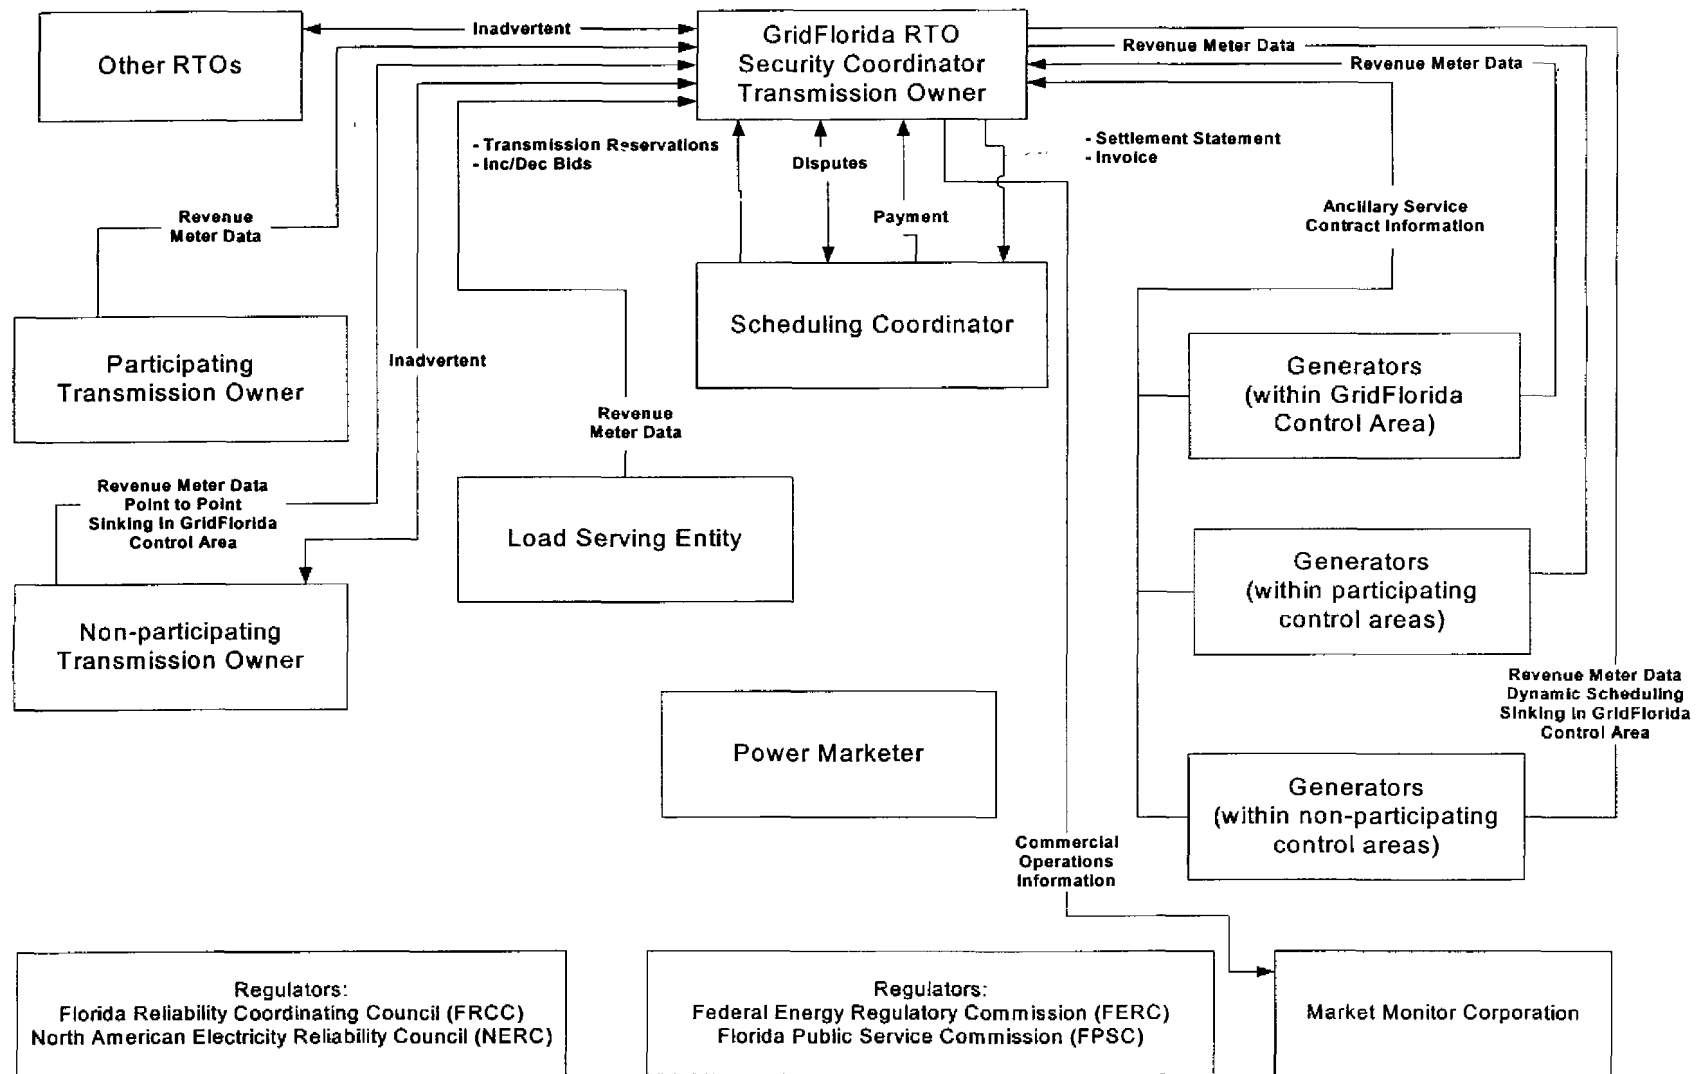 Other RTOs
Inadvertent
GridFlorida RTO
Security Coordinator
Transmission Owner
Revenue Meter Data
Revenue Meter Data
- Transmission Reservations
- Inc/Dec Bids
Disputes
Payment
- Settlement Statement
- Invoice
Ancillary Service
Contract Information
Revenue
Meter Data
Participating
Transmission Owner
Inadvertent
Scheduling Coordinator
Generators
(within GridFlorida
Control Area)
Revenue
Meter Data
Revenue Meter Data
Point to Point
Sinking in GridFlorida
Control Area
Load Serving Entity
Generators
(within participating
control areas)
Non-participating
Transmission Owner
Revenue Meter Data
Dynamic Scheduling
Sinking in GridFlorida
Control Area
Power Marketer
Generators
(within non-participating
control areas)
Commercial
Operations
Information
Regulators:
Florida Reliability Coordinating Council (FRCC)
North American Electricity Reliability Council (NERC)
Regulators:
Federal Energy Regulatory Commission (FERC)
Florida Public Service Commission (FPSC)
Market Monitor Corporation